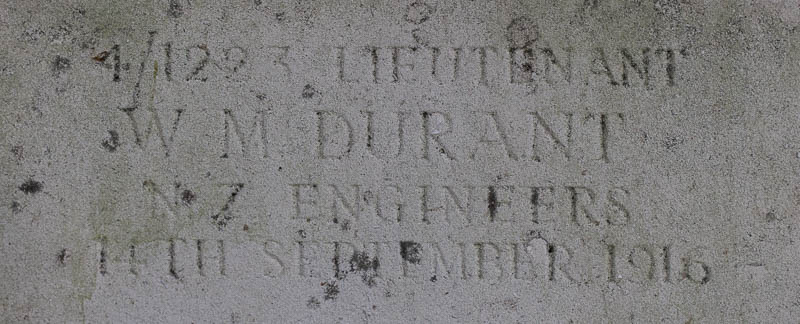 4/1293 LIEUTENANT
W M DURANT
N Z ENGINEERS
14TH SEPTEMBER 1916